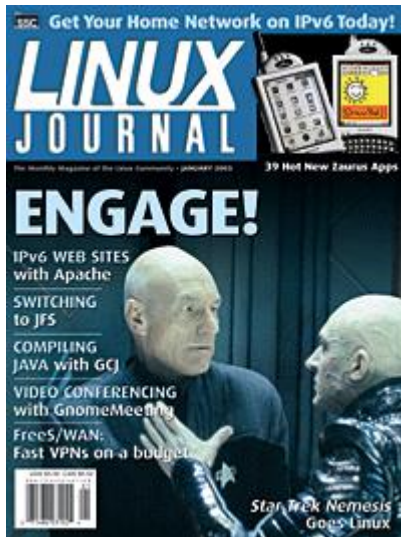 SSC Get Your Home Network on IPv6 Today!
LINUX
JOURNAL
The Monthly Magazine of the Linux Community • JANUARY 2003
39 Hot New Zaurus Apps
ENGAGE!
IPv6 WEB SITES
with Apache
SWITCHING
to JFS
COMPILING
JAVA with GCJ
VIDEO CONFERENCING
with GnomeMeeting
FreeS/WAN:
Fast VPNs on a budget
Star Trek Nemesis
Goes Linux